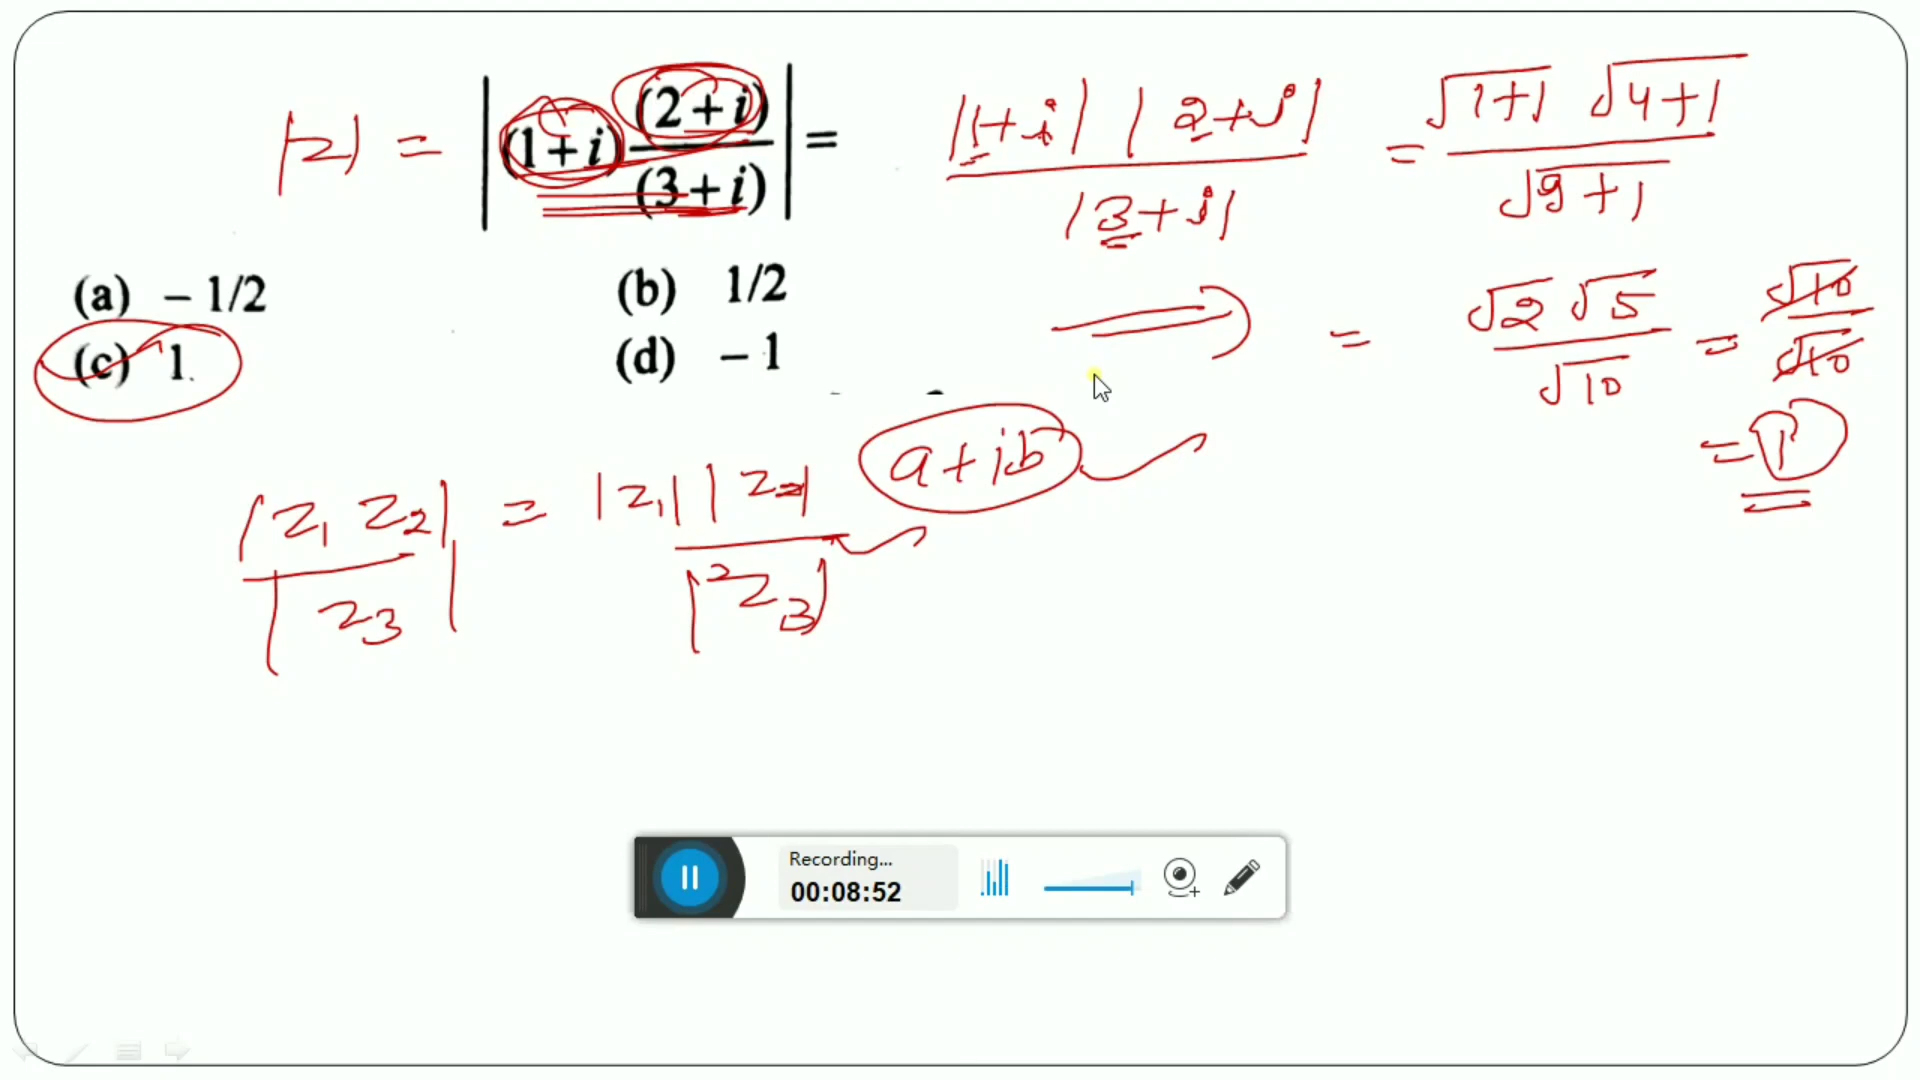 |z| = |(1+i) (2+i)/(3+i)| = |1+i| |2+i| / |3+i| = √1+1 √4+1 / √9+1
(a) – 1/2 (b) 1/2
(c) 1 (d) – 1
= √2 √5 / √10 = √10 / √10
= 1
a+ib
|z1 z2 / z3| = |z1| |z2| / |z3|
Recording...
00:08:52